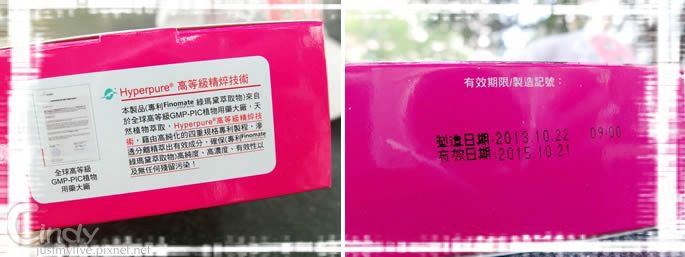 Hyperpure® 高等級精粹技術
本製品(專利Finomate 綠瑪黛萃取物)來自
於全球高等級GMP-PIC植物用藥大廠，天
然植物萃取，Hyperpure®高等級精粹技
術，藉由高純化的四重規格專利製程，滲
透分離精萃出有效成分，確保(專利Finomate
綠瑪黛萃取物)高純度、高濃度、有效性以
及無任何殘留污染！
全球高等級
GMP-PIC植物
用藥大廠
Cindy
justmylive.pixnet.net
有效期限/製造記號：
製造日期:2013.10.22 09:00
有效日期:2015.10.21